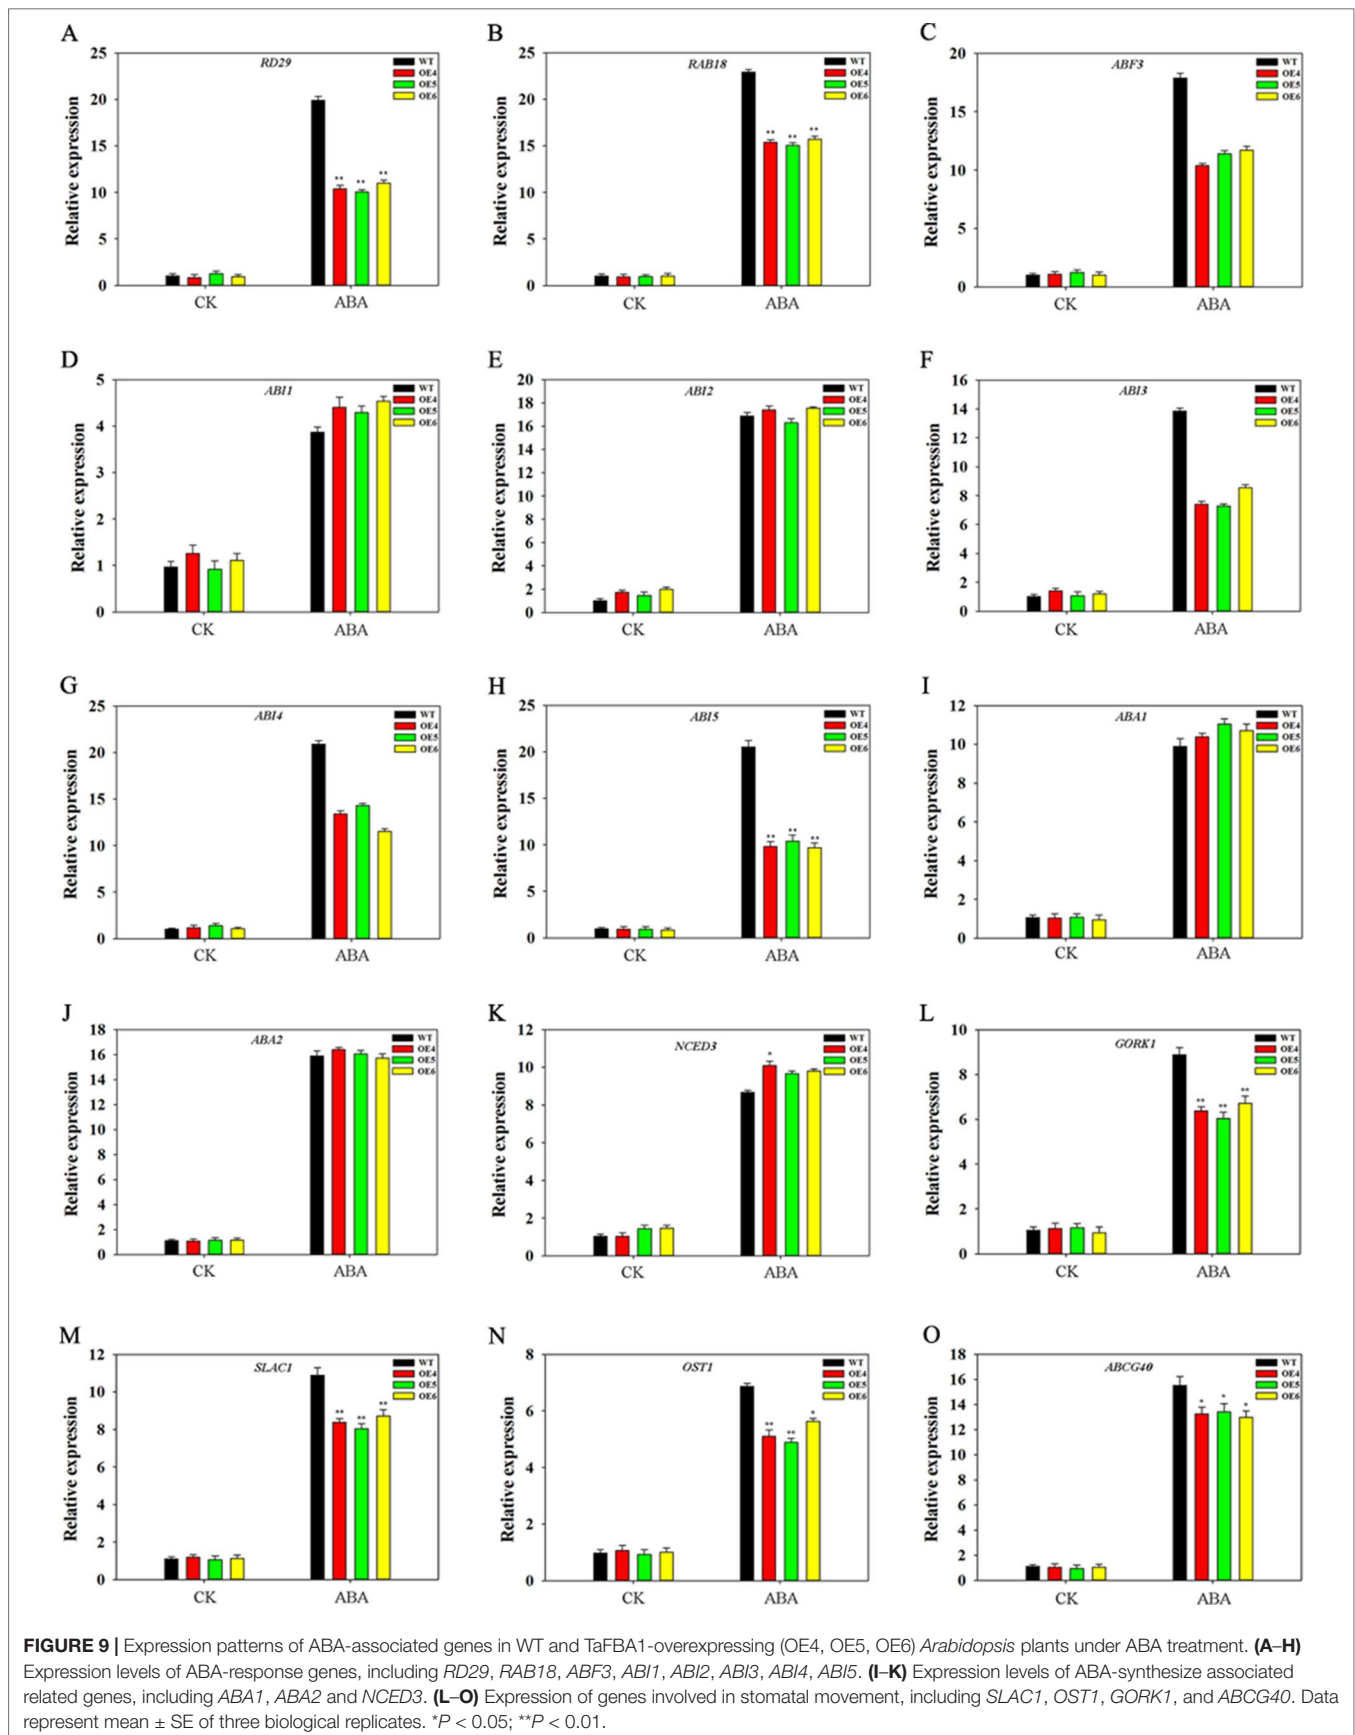 A
RD29
WT
OE4
OE5
OE6
Relative expression
25
20
15
10
5
0
CK
ABA
** ** **
B
RAB18
WT
OE4
OE5
OE6
Relative expression
25
20
15
10
5
0
CK
ABA
** ** **
C
ABF3
WT
OE4
OE5
OE6
Relative expression
20
15
10
5
0
CK
ABA
D
ABI1
WT
OE4
OE5
OE6
Relative expression
5
4
3
2
1
0
CK
ABA
E
ABI2
WT
OE4
OE5
OE6
Relative expression
20
18
16
14
12
10
8
6
4
2
0
CK
ABA
F
ABI3
WT
OE4
OE5
OE6
Relative expression
16
14
12
10
8
6
4
2
0
CK
ABA
G
ABI4
WT
OE4
OE5
OE6
Relative expression
25
20
15
10
5
0
CK
ABA
H
ABI5
WT
OE4
OE5
OE6
Relative expression
25
20
15
10
5
0
CK
ABA
** ** **
I
ABA1
WT
OE4
OE5
OE6
Relative expression
12
10
8
6
4
2
0
CK
ABA
J
ABA2
WT
OE4
OE5
OE6
Relative expression
18
16
14
12
10
8
6
4
2
0
CK
ABA
K
NCED3
WT
OE4
OE5
OE6
Relative expression
12
10
8
6
4
2
0
CK
ABA
*
L
GORK1
WT
OE4
OE5
OE6
Relative expression
10
8
6
4
2
0
CK
ABA
** ** **
M
SLAC1
WT
OE4
OE5
OE6
Relative expression
12
10
8
6
4
2
0
CK
ABA
** ** **
N
OST1
WT
OE4
OE5
OE6
Relative expression
8
6
4
2
0
CK
ABA
** ** *
O
ABCG40
WT
OE4
OE5
OE6
Relative expression
18
16
14
12
10
8
6
4
2
0
CK
ABA
* * *
FIGURE 9 | Expression patterns of ABA-associated genes in WT and TaFBA1-overexpressing (OE4, OE5, OE6) Arabidopsis plants under ABA treatment. (A–H)
Expression levels of ABA-response genes, including RD29, RAB18, ABF3, ABI1, ABI2, ABI3, ABI4, ABI5. (I–K) Expression levels of ABA-synthesize associated
related genes, including ABA1, ABA2 and NCED3. (L–O) Expression of genes involved in stomatal movement, including SLAC1, OST1, GORK1, and ABCG40. Data
represent mean ± SE of three biological replicates. *P < 0.05; **P < 0.01.